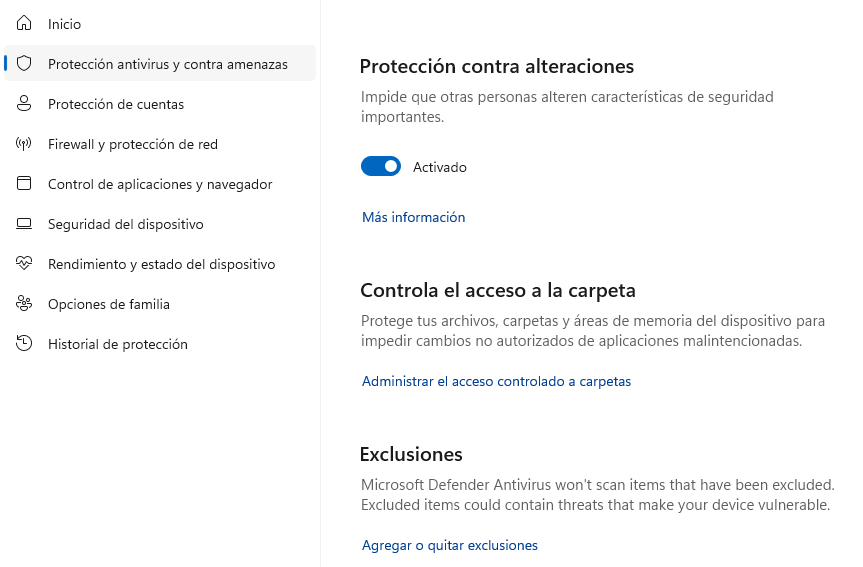 Inicio
Protección antivirus y contra amenazas
Protección de cuentas
Firewall y protección de red
Control de aplicaciones y navegador
Seguridad del dispositivo
Rendimiento y estado del dispositivo
Opciones de familia
Historial de protección
Protección contra alteraciones
Impide que otras personas alteren características de seguridad
importantes.
Activado
Más información
Controla el acceso a la carpeta
Protege tus archivos, carpetas y áreas de memoria del dispositivo para
impedir cambios no autorizados de aplicaciones malintencionadas.
Administrar el acceso controlado a carpetas
Exclusiones
Microsoft Defender Antivirus won't scan items that have been excluded.
Excluded items could contain threats that make your device vulnerable.
Agregar o quitar exclusiones